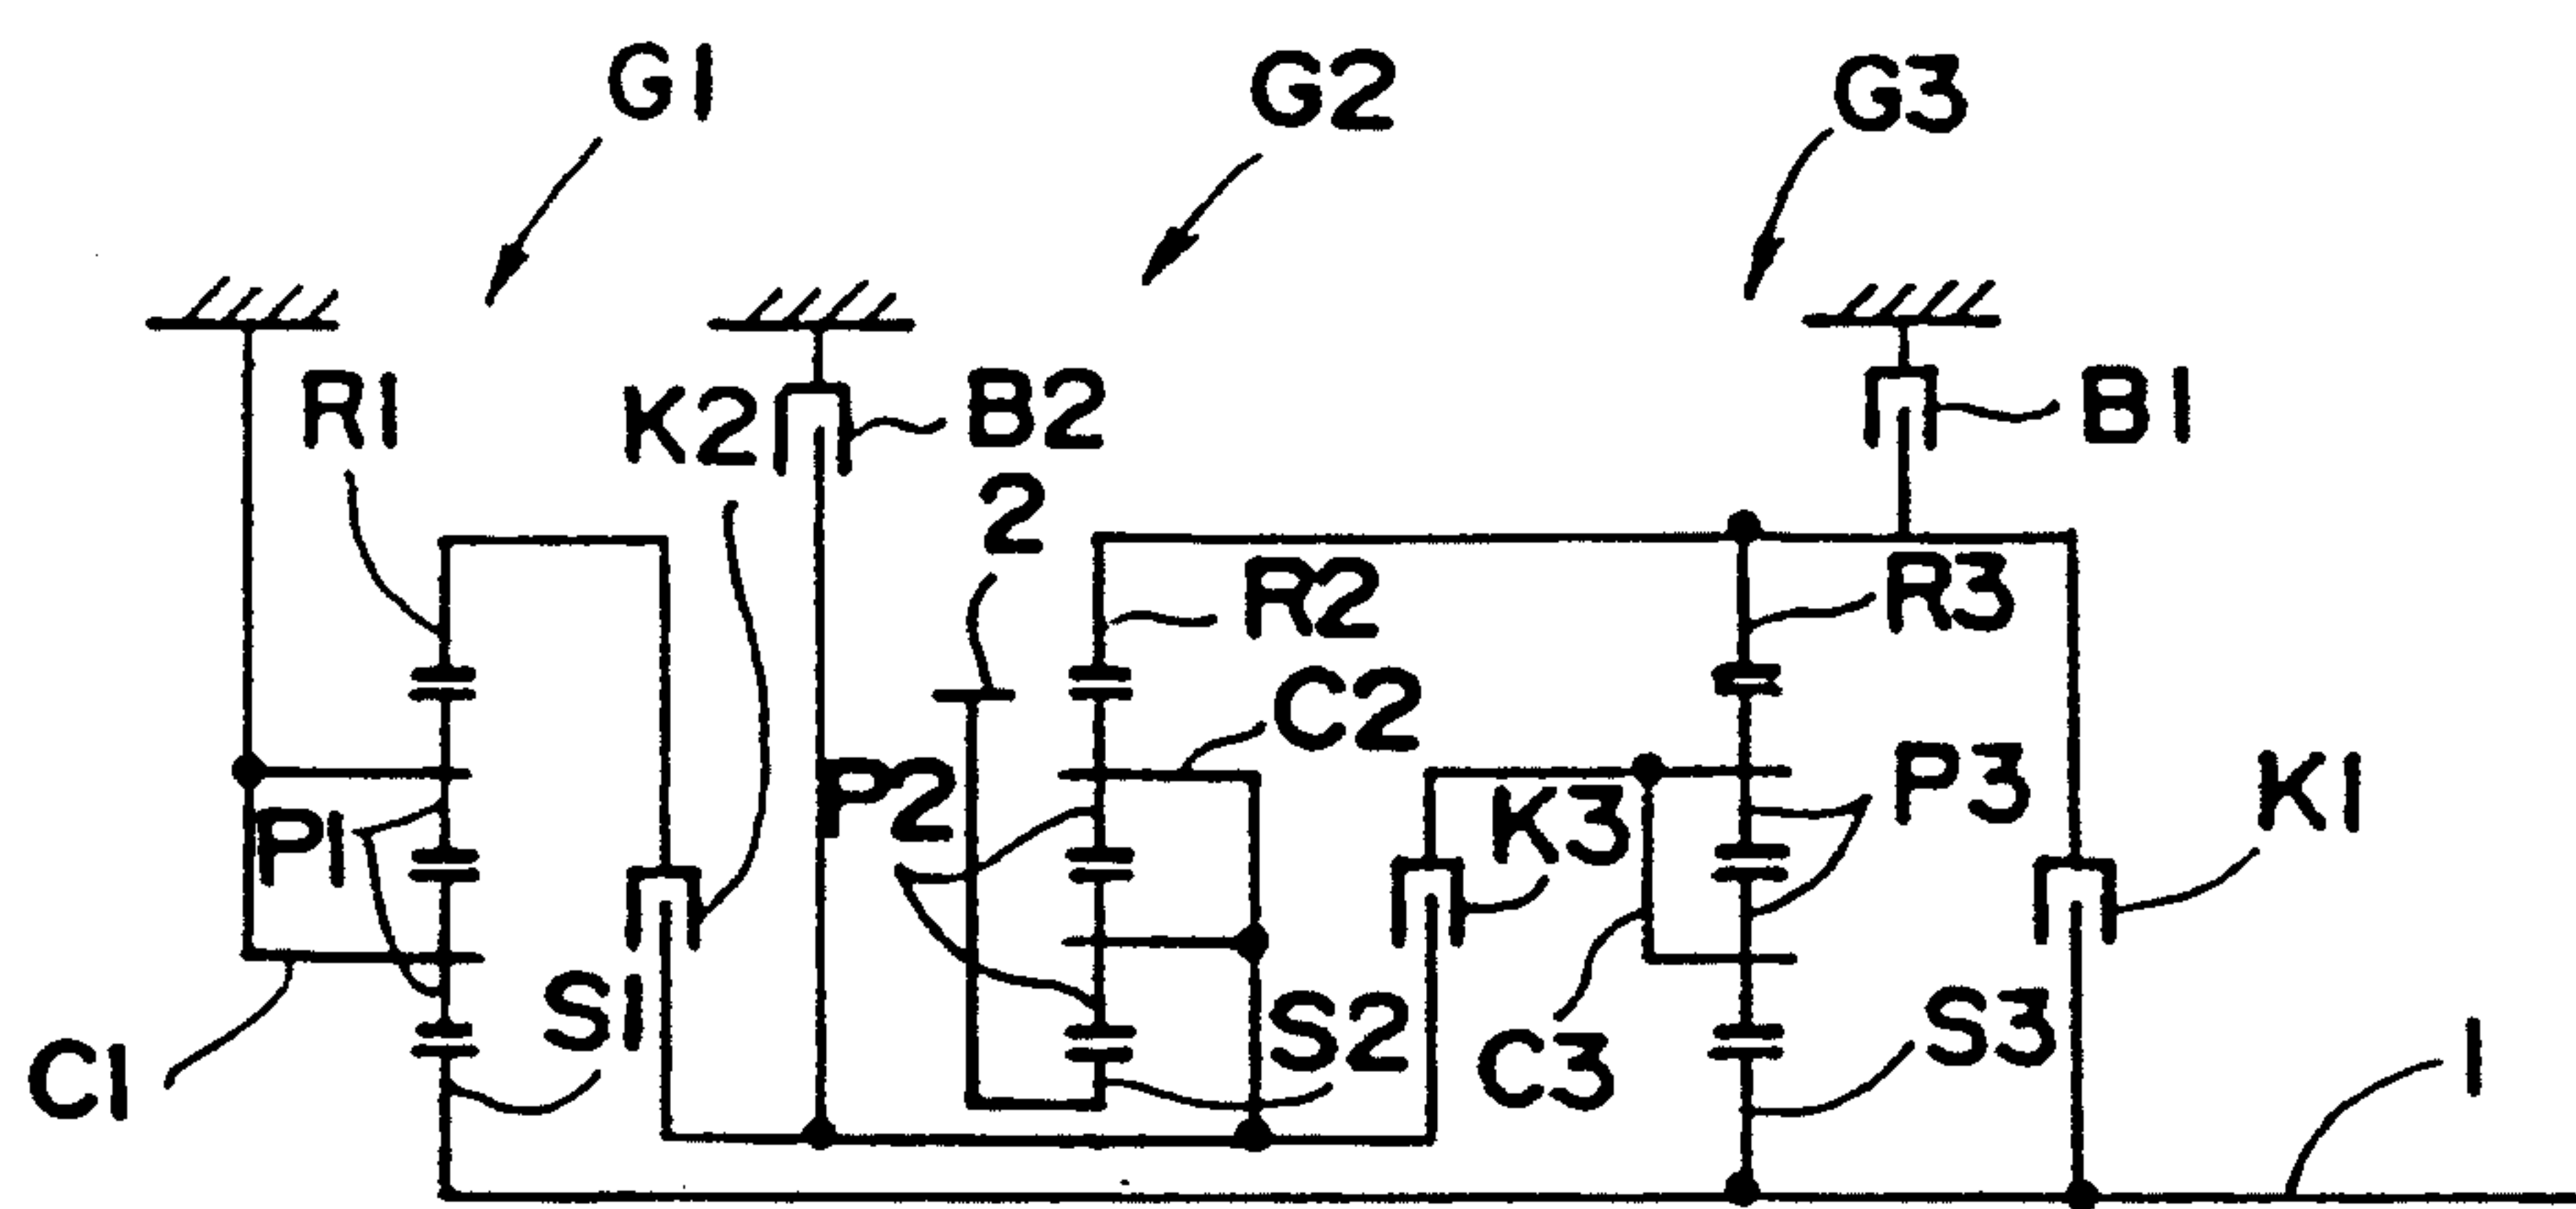 G1 G2 G3
R1 K2 B2 B1
2
R2 R3
C2
P1 P2 K3 P3 K1
S1 S2 S3
C1 C3 1